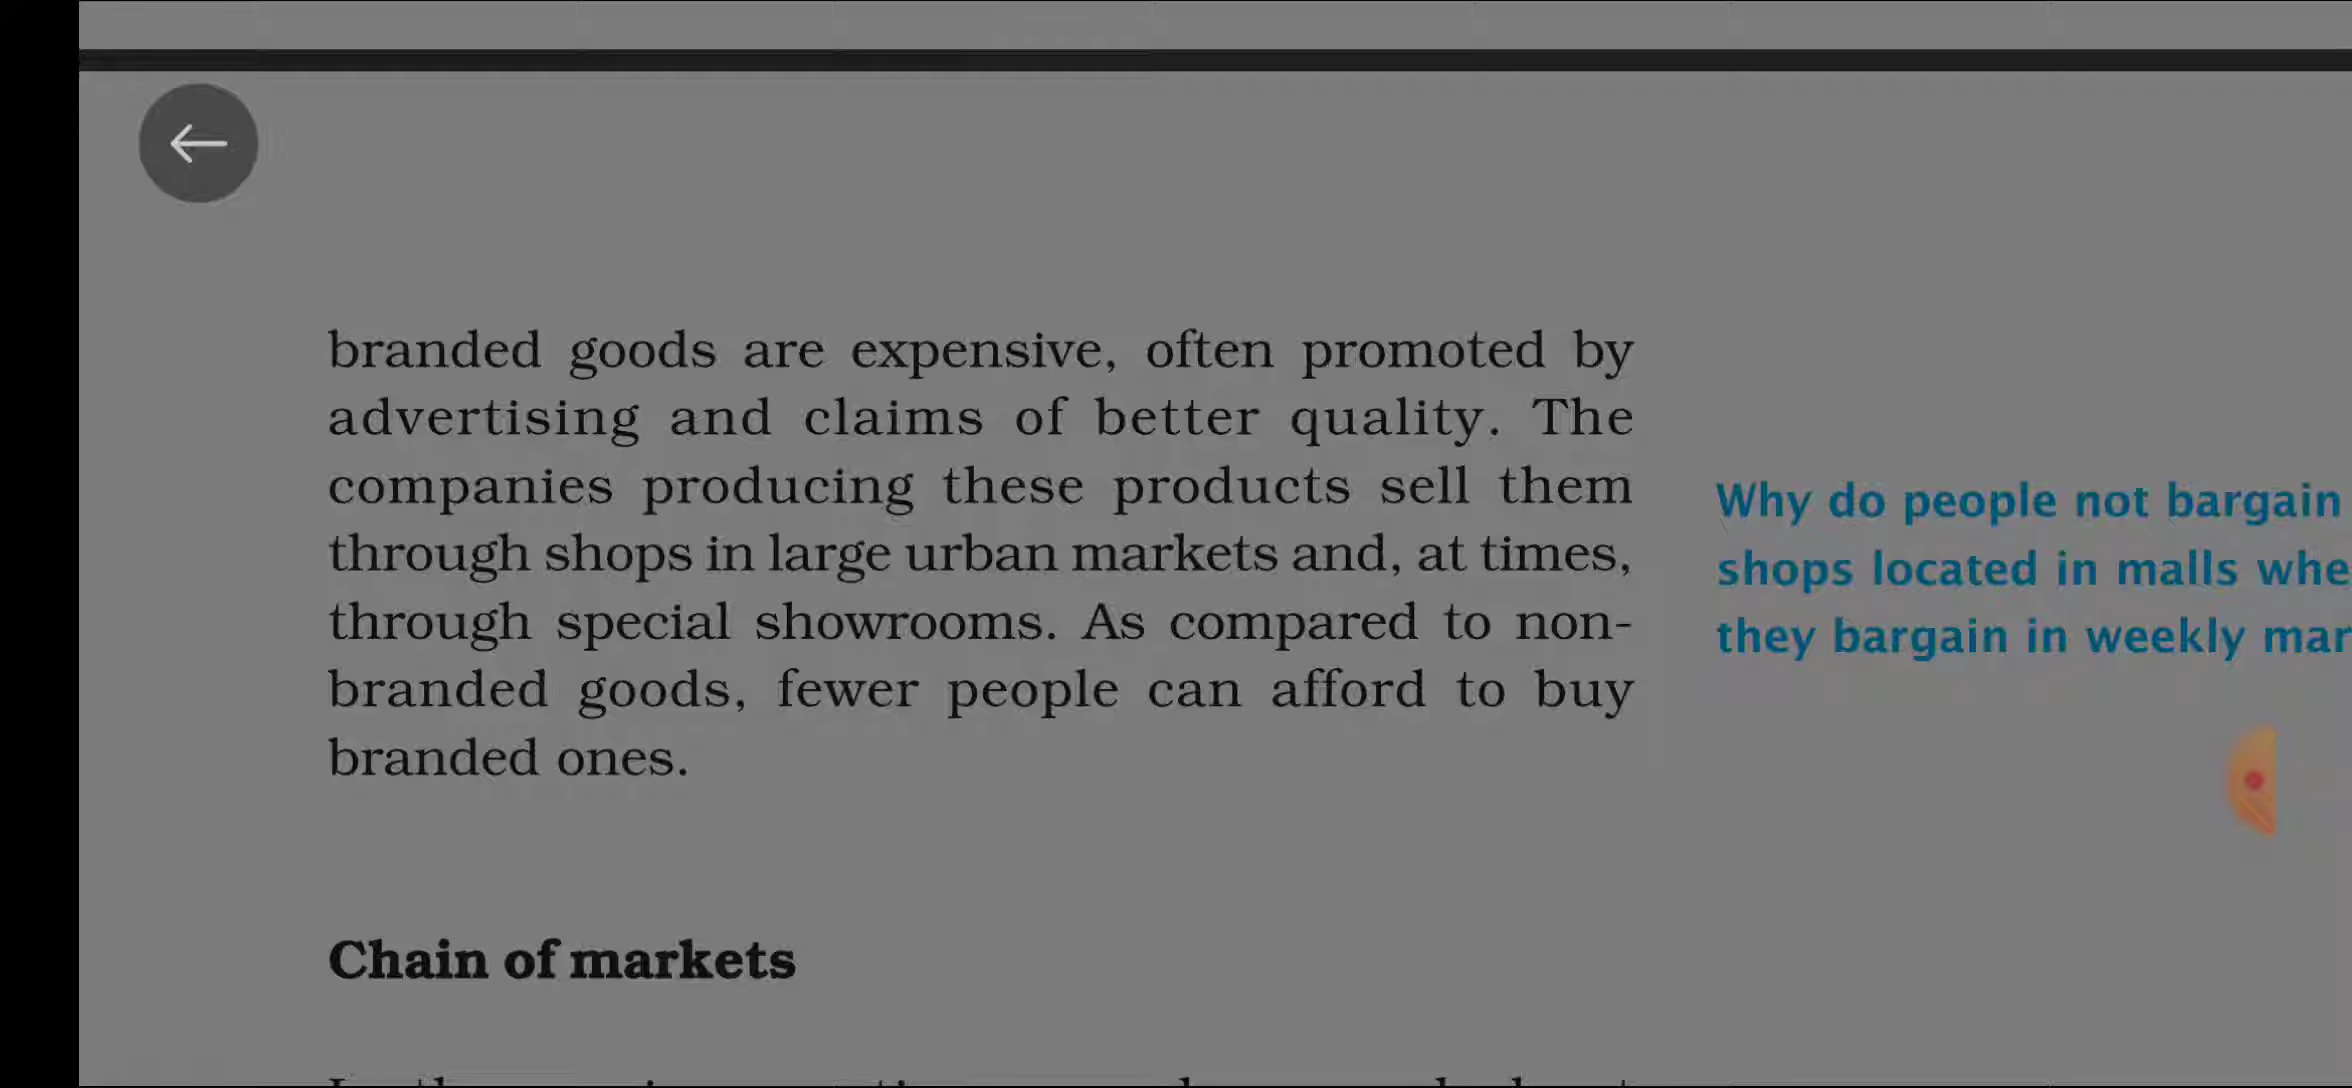 branded goods are expensive, often promoted by
advertising and claims of better quality. The
companies producing these products sell them
through shops in large urban markets and, at times,
through special showrooms. As compared to non-
branded goods, fewer people can afford to buy
branded ones.
Why do people not bargain
shops located in malls
they bargain in weekly
Chain of markets